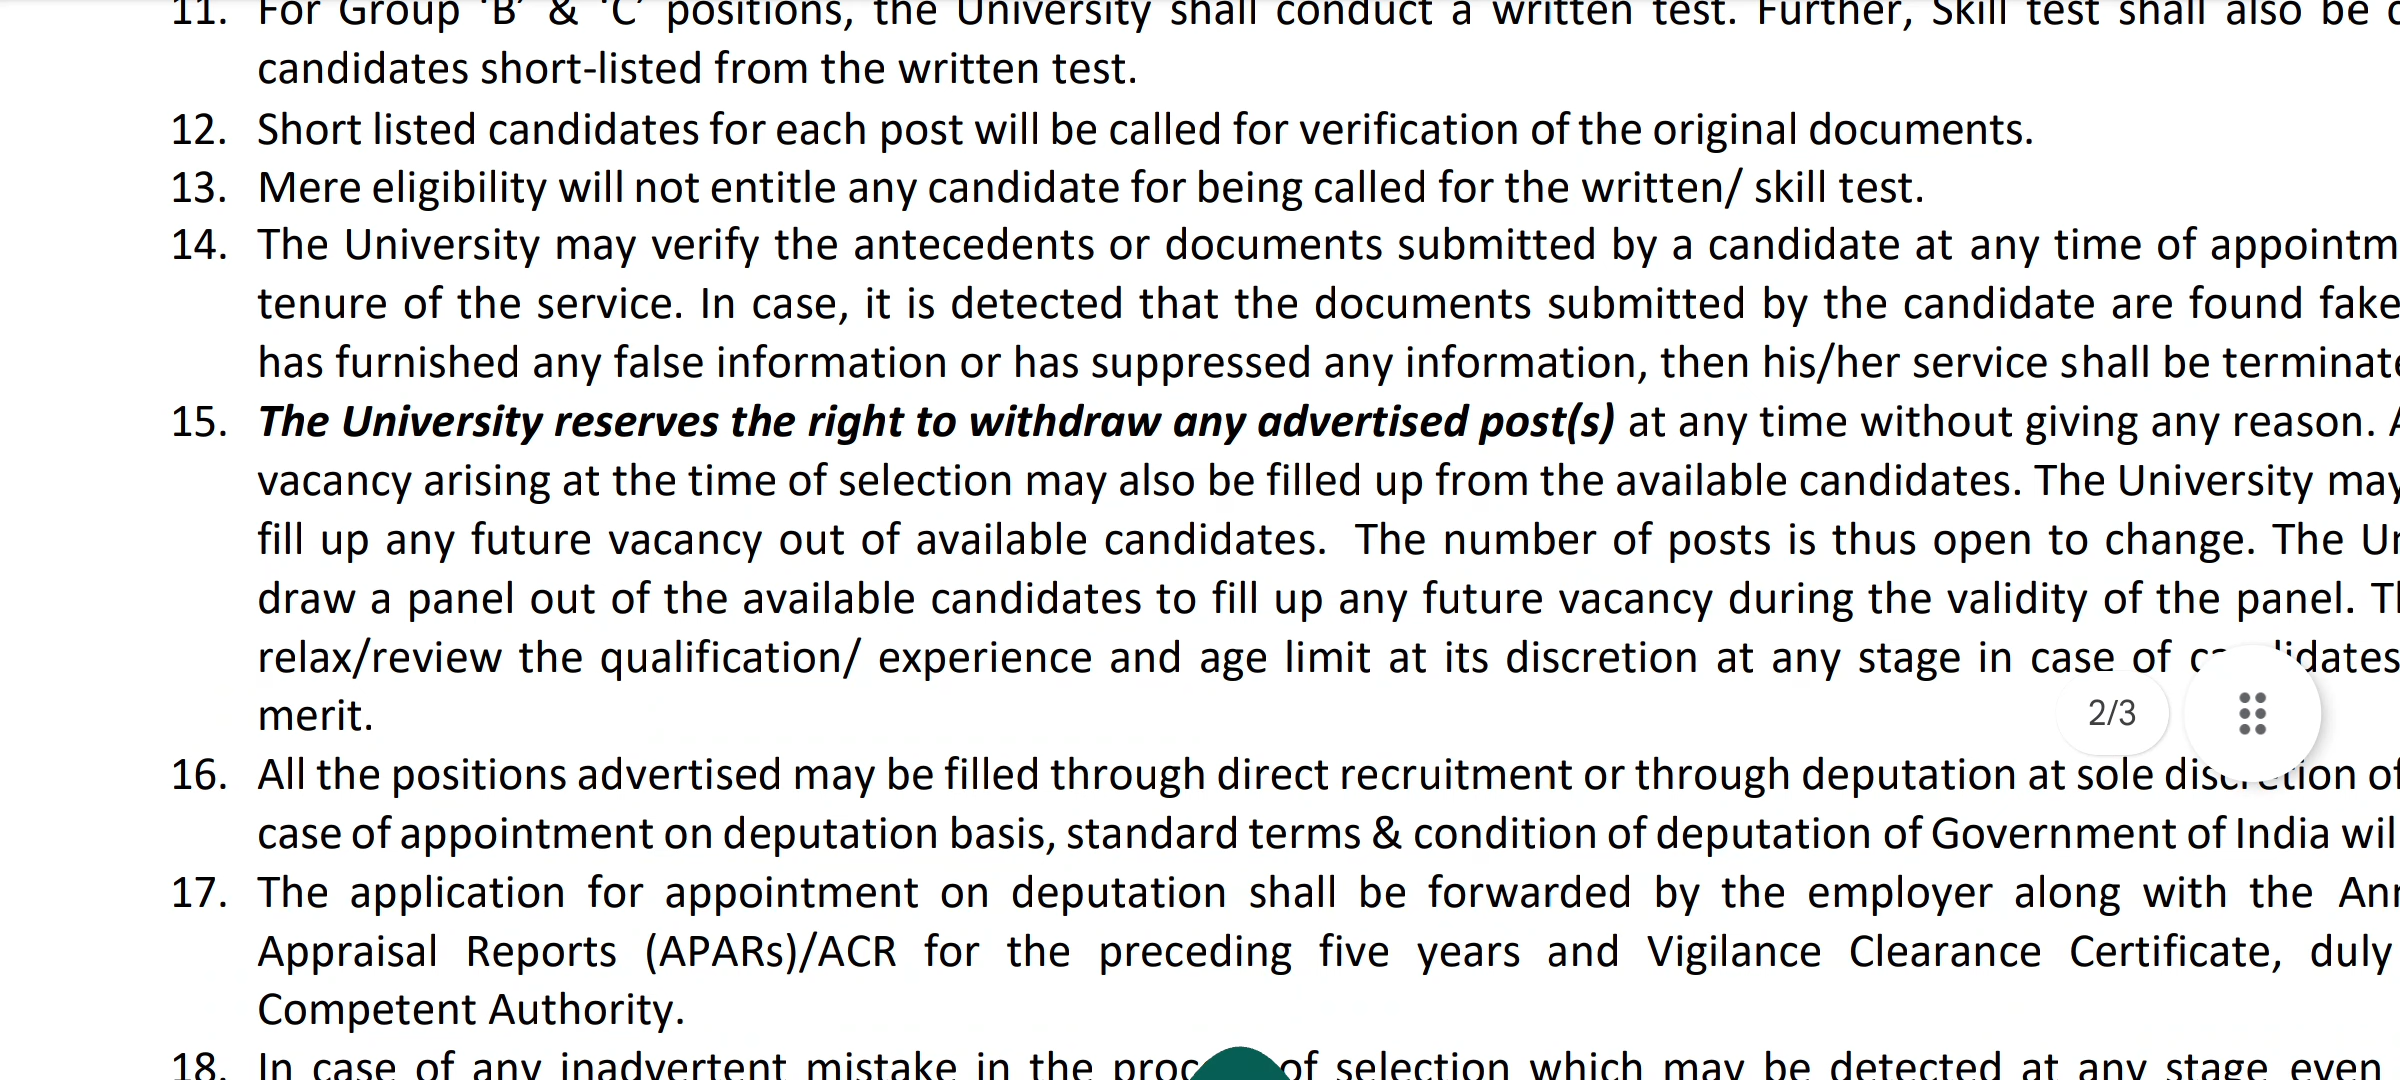 11. For Group 'B' & 'C' positions, the University shall conduct a written test. Further, Skill test shall also be
candidates short-listed from the written test.
12. Short listed candidates for each post will be called for verification of the original documents.
13. Mere eligibility will not entitle any candidate for being called for the written/ skill test.
14. The University may verify the antecedents or documents submitted by a candidate at any time of appointm
tenure of the service. In case, it is detected that the documents submitted by the candidate are found fake
has furnished any false information or has suppressed any information, then his/her service shall be terminate
15. The University reserves the right to withdraw any advertised post(s) at any time without giving any reason. A
vacancy arising at the time of selection may also be filled up from the available candidates. The University may
fill up any future vacancy out of available candidates. The number of posts is thus open to change. The Un
draw a panel out of the available candidates to fill up any future vacancy during the validity of the panel. Th
relax/review the qualification/ experience and age limit at its discretion at any stage in case of
merit.
2/3
16. All the positions advertised may be filled through direct recruitment or through deputation at sole of
case of appointment on deputation basis, standard terms & condition of deputation of Government of India wil
17. The application for appointment on deputation shall be forwarded by the employer along with the Ann
Appraisal Reports (APARs)/ACR for the preceding five years and Vigilance Clearance Certificate, duly
Competent Authority.
18. In case of any inadvertent mistake in the proc of selection which may be detected at any stage even